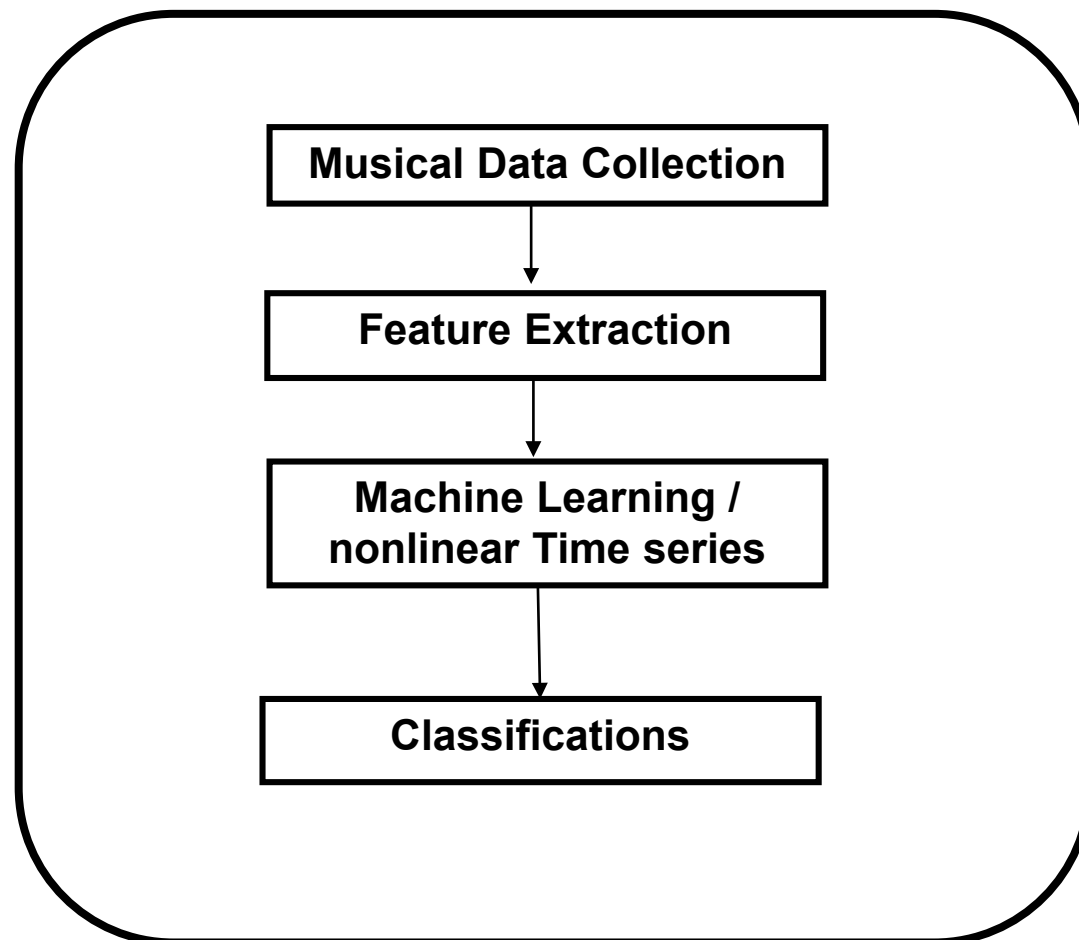 Musical Data Collection
Feature Extraction
Machine Learning /
nonlinear Time series
Classifications